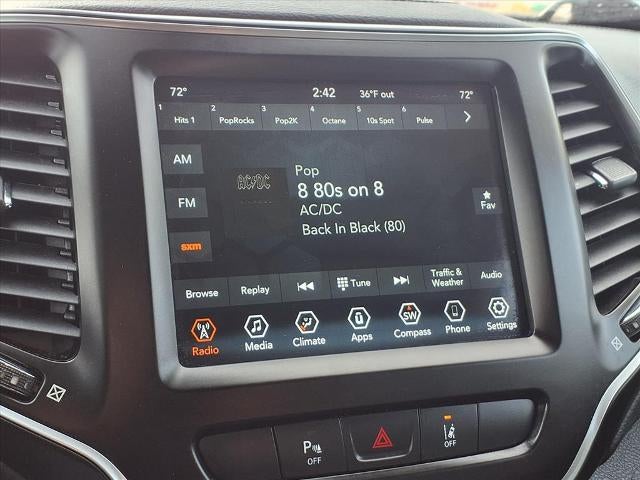 72° 2:42 36°F out 72°
1 Hits 1 2 PopRocks 3 Pop2K 4 Octane 5 10s Spot 6 Pulse
AM
FM
sxm
AC/DC
Pop
8 80s on 8
AC/DC
Back In Black (80)
Fav
Browse Replay Tune Traffic & Weather Audio
Radio Media Climate Apps SW Compass Phone Settings
P OFF
OFF